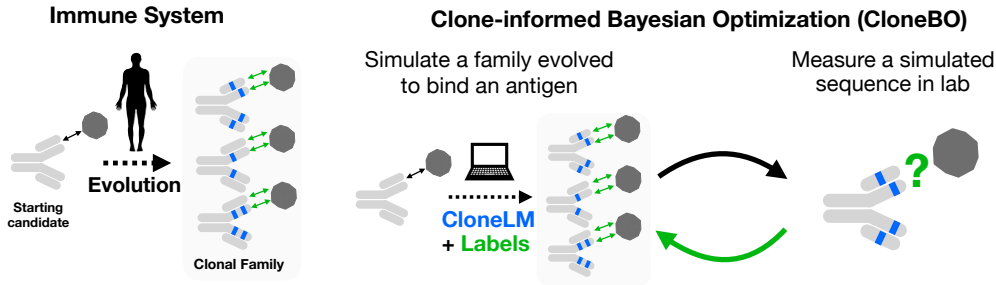 Immune System
Evolution
Starting
candidate
Clonal Family
Clone-informed Bayesian Optimization (CloneBO)
Simulate a family evolved
to bind an antigen
CloneLM
+ Labels
Measure a simulated
sequence in lab
?